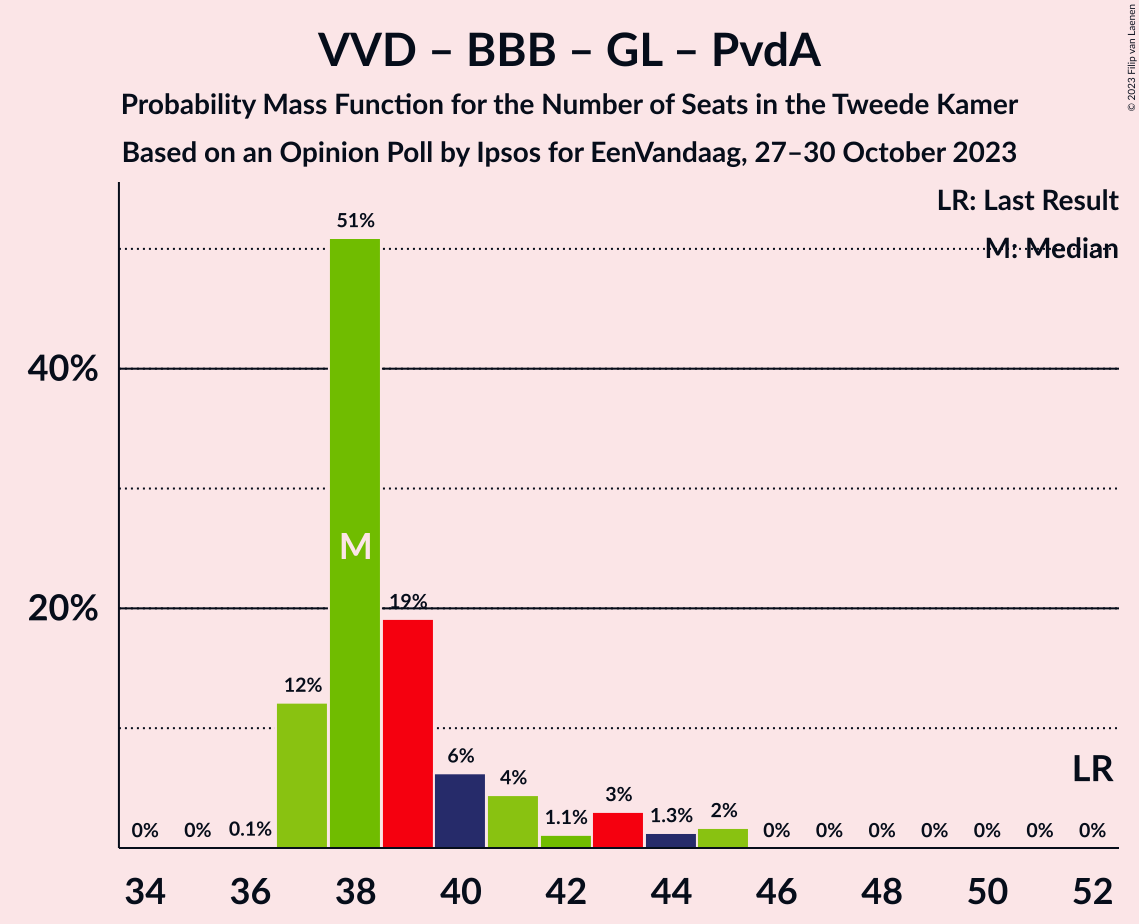 VVD – BBB – GL – PvdA
Probability Mass Function for the Number of Seats in the Tweede Kamer
Based on an Opinion Poll by Ipsos for EenVandaag, 27–30 October 2023
© 2023 Filip van Laenen
LR: Last Result
M: Median
51%
40%
M
20%
19%
12%
LR
6%
4%
3%
2%
1.1%
1.3%
0% 0% 0.1% 0% 0% 0% 0% 0% 0% 0%
34 36 38 40 42 44 46 48 50 52